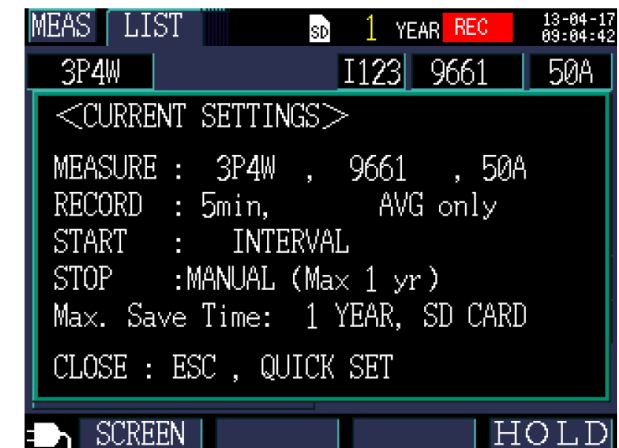 MEAS LIST SD 1 YEAR REC 13-04-17
09:04:42
3P4W I123 9661 50A
<CURRENT SETTINGS>
MEASURE : 3P4W , 9661 , 50A
RECORD : 5min, AVG only
START : INTERVAL
STOP :MANUAL (Max 1 yr)
Max. Save Time: 1 YEAR, SD CARD
CLOSE : ESC , QUICK SET
SCREEN HOLD